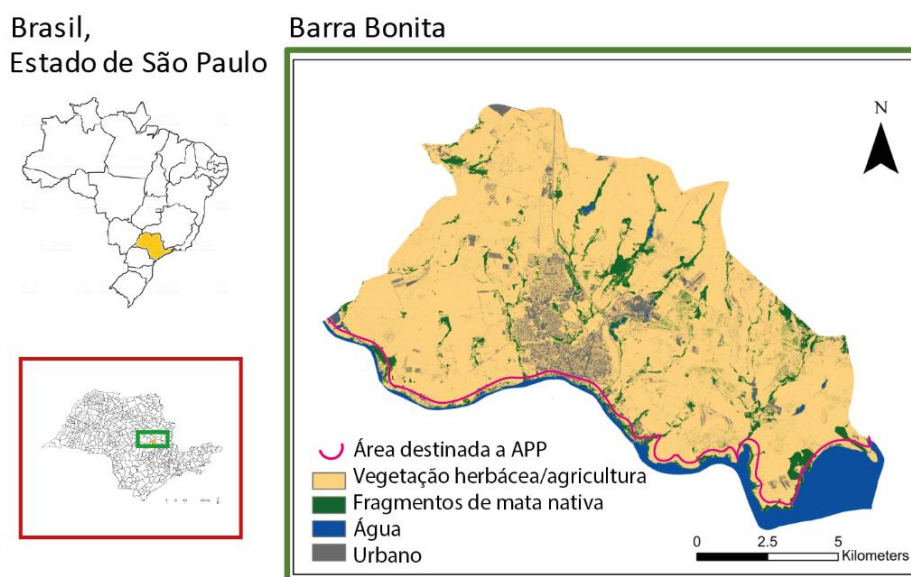 Brasil,
Estado de São Paulo
Barra Bonita
N
Área destinada a APP
Vegetação herbácea/agricultura
Fragmentos de mata nativa
Água
Urbano
0 2.5 5
Kilometers